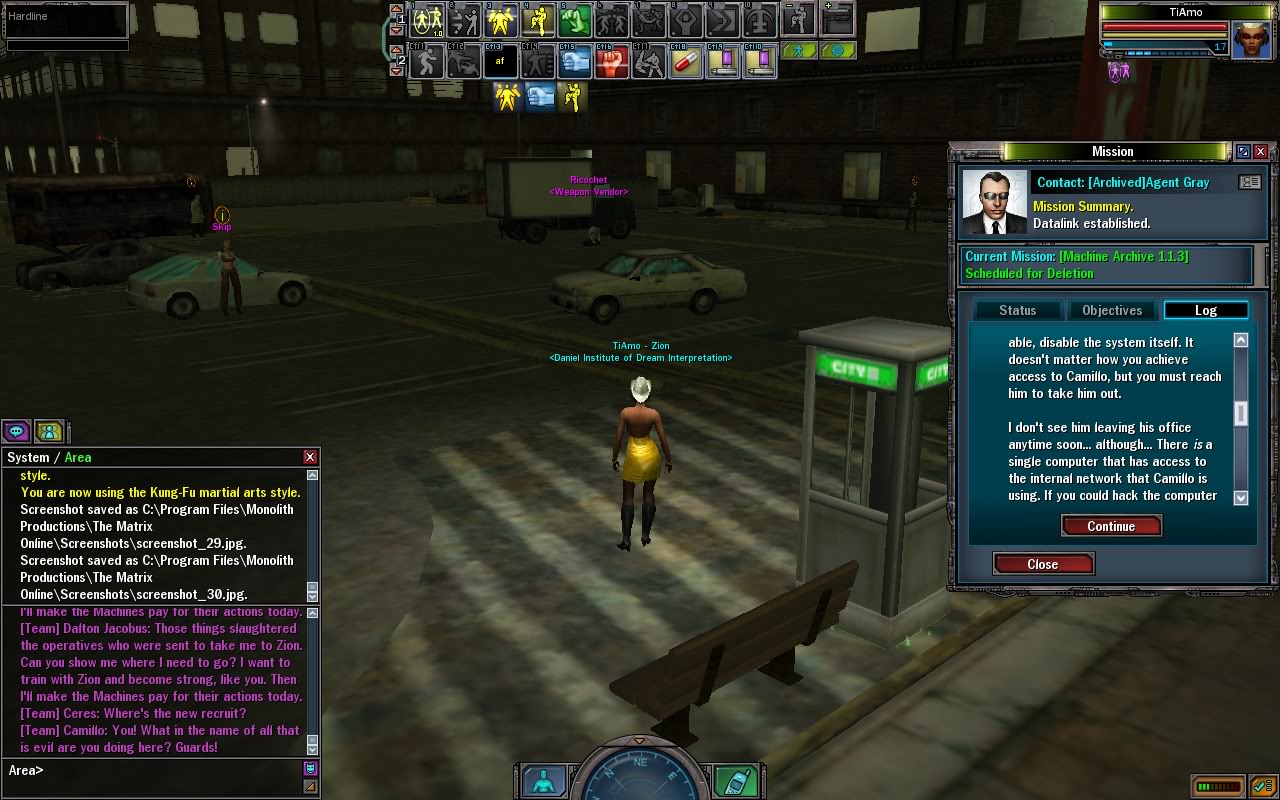 Hardline
1
2
1.0
Ctrl3
af
TiAmo
17
Ricochet
<Weapon Vendor>
Skip
TiAmo - Zion
<Daniel Institute of Dream Interpretation>
CITY
CITY
Mission
Contact: [Archived]Agent Gray
Mission Summary.
Datalink established.
Current Mission: [Machine Archive 1.1.3]
Scheduled for Deletion
Status
Objectives
Log
able, disable the system itself. It
doesn't matter how you achieve
access to Camillo, but you must reach
him to take him out.
I don't see him leaving his office
anytime soon... although... There is a
single computer that has access to
the internal network that Camillo is
using. If you could hack the computer
Continue
Close
System / Area
style.
You are now using the Kung-Fu martial arts style.
Screenshot saved as C:\Program Files\Monolith
Productions\The Matrix
Online\Screenshots\screenshot_29.jpg.
Screenshot saved as C:\Program Files\Monolith
Productions\The Matrix
Online\Screenshots\screenshot_30.jpg.
I'll make the Machines pay for their actions today.
[Team] Dalton Jacobus: Those things slaughtered
the operatives who were sent to take me to Zion.
Can you show me where I need to go? I want to
train with Zion and become strong, like you. Then
I'll make the Machines pay for their actions today.
[Team] Ceres: Where's the new recruit?
[Team] Camillo: You! What in the name of all that
is evil are you doing here? Guards!
Area>
N
NE
E